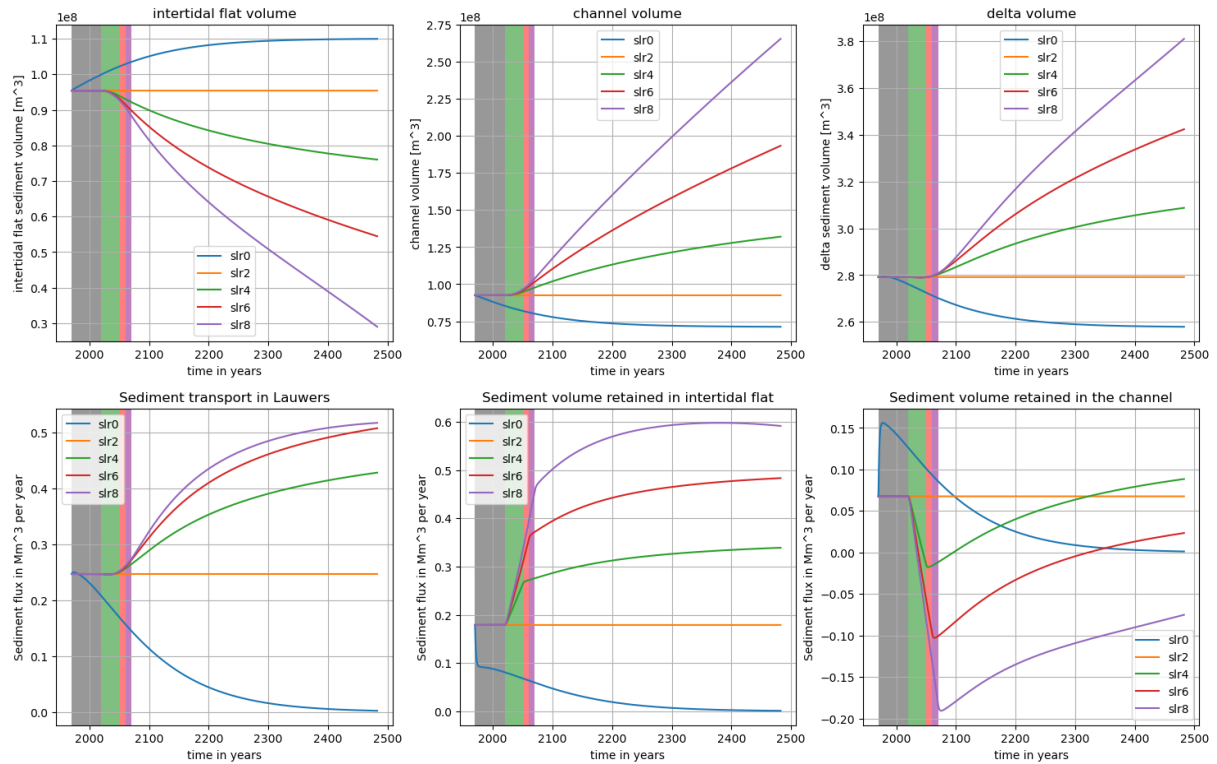 intertidal flat volume
1e8
intertidal flat sediment volume [m^3]
1.1
1.0
0.9
0.8
0.7
0.6
0.5
0.4
0.3
slr0
slr2
slr4
slr6
slr8
2000 2100 2200 2300 2400 2500
time in years
channel volume
1e8
channel volume [m^3]
2.75
2.50
2.25
2.00
1.75
1.50
1.25
1.00
0.75
slr0
slr2
slr4
slr6
slr8
2000 2100 2200 2300 2400 2500
time in years
delta volume
1e8
delta sediment volume [m^3]
3.8
3.6
3.4
3.2
3.0
2.8
2.6
slr0
slr2
slr4
slr6
slr8
2000 2100 2200 2300 2400 2500
time in years
Sediment transport in Lauwers
Sediment flux in Mm^3 per year
0.5
0.4
0.3
0.2
0.1
0.0
slr0
slr2
slr4
slr6
slr8
2000 2100 2200 2300 2400 2500
time in years
Sediment volume retained in intertidal flat
Sediment flux in Mm^3 per year
0.6
0.5
0.4
0.3
0.2
0.1
0.0
slr0
slr2
slr4
slr6
slr8
2000 2100 2200 2300 2400 2500
time in years
Sediment volume retained in the channel
Sediment flux in Mm^3 per year
0.15
0.10
0.05
0.00
−0.05
−0.10
−0.15
−0.20
slr0
slr2
slr4
slr6
slr8
2000 2100 2200 2300 2400 2500
time in years